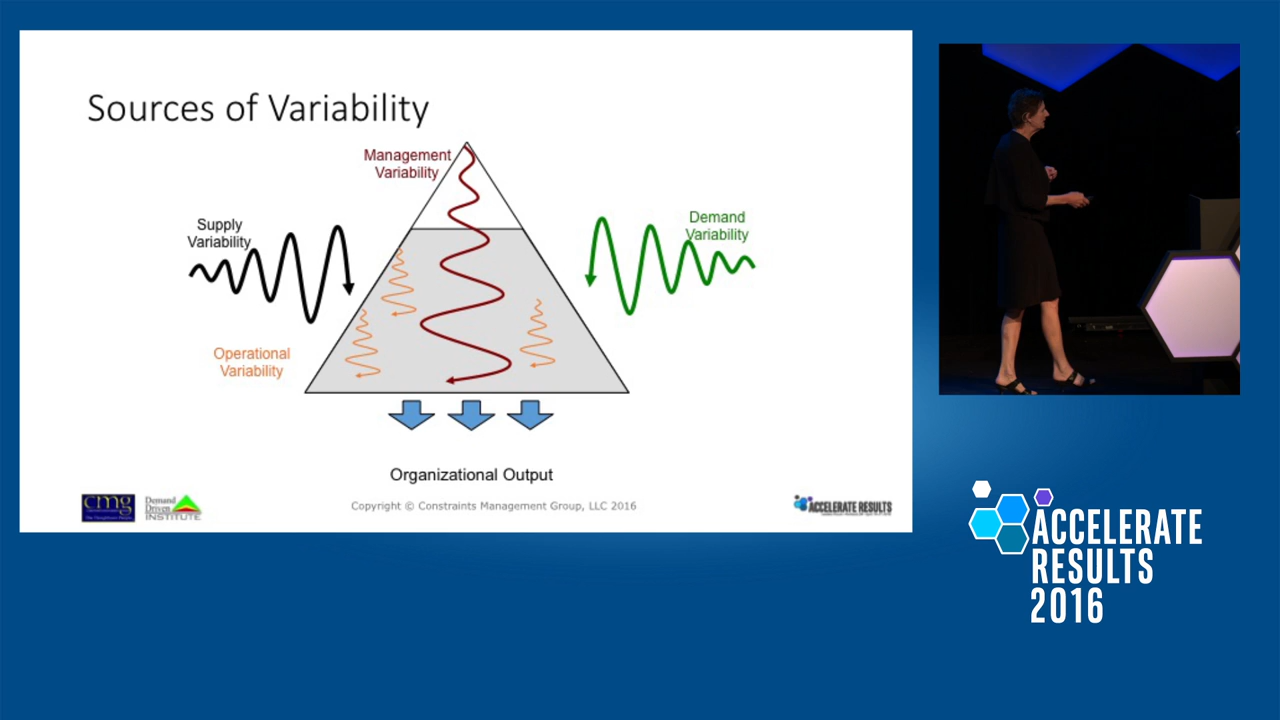 Sources of Variability
Management
Variability
Supply
Variability
Demand
Variability
Operational
Variability
Organizational Output
cmg
Demand
Driven
INSTITUTE
Copyright © Constraints Management Group, LLC 2016
ACCELERATE RESULTS
ACCELERATE
RESULTS
2016